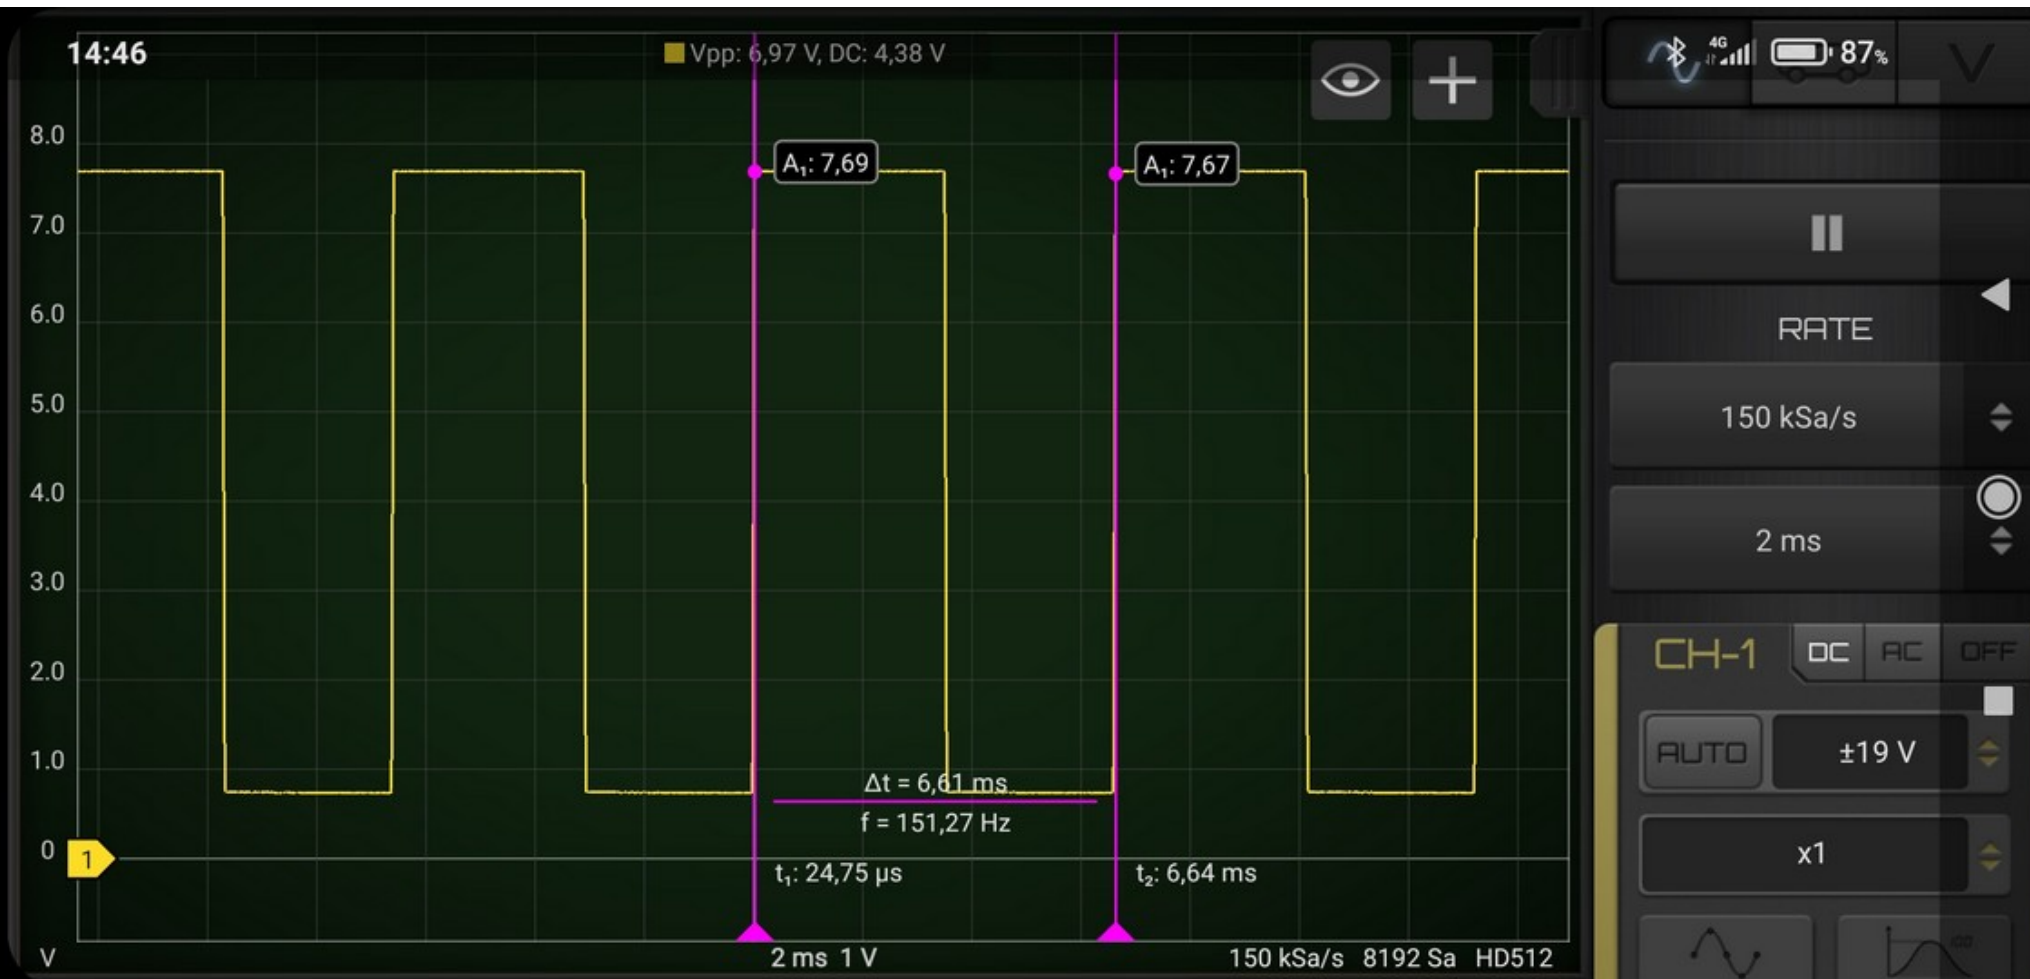 14:46
Vpp: 6,97 V, DC: 4,38 V
4G
87%
V
8.0
A₁: 7,69
A₁: 7,67
7.0
6.0
RATE
5.0
150 kSa/s
4.0
2 ms
3.0
CH-1
DC
AC
OFF
2.0
AUTO
±19 V
1.0
Δt = 6,61 ms
f = 151,27 Hz
0
1
x1
t₁: 24,75 µs
t₂: 6,64 ms
V
2 ms 1 V
150 kSa/s 8192 Sa HD512